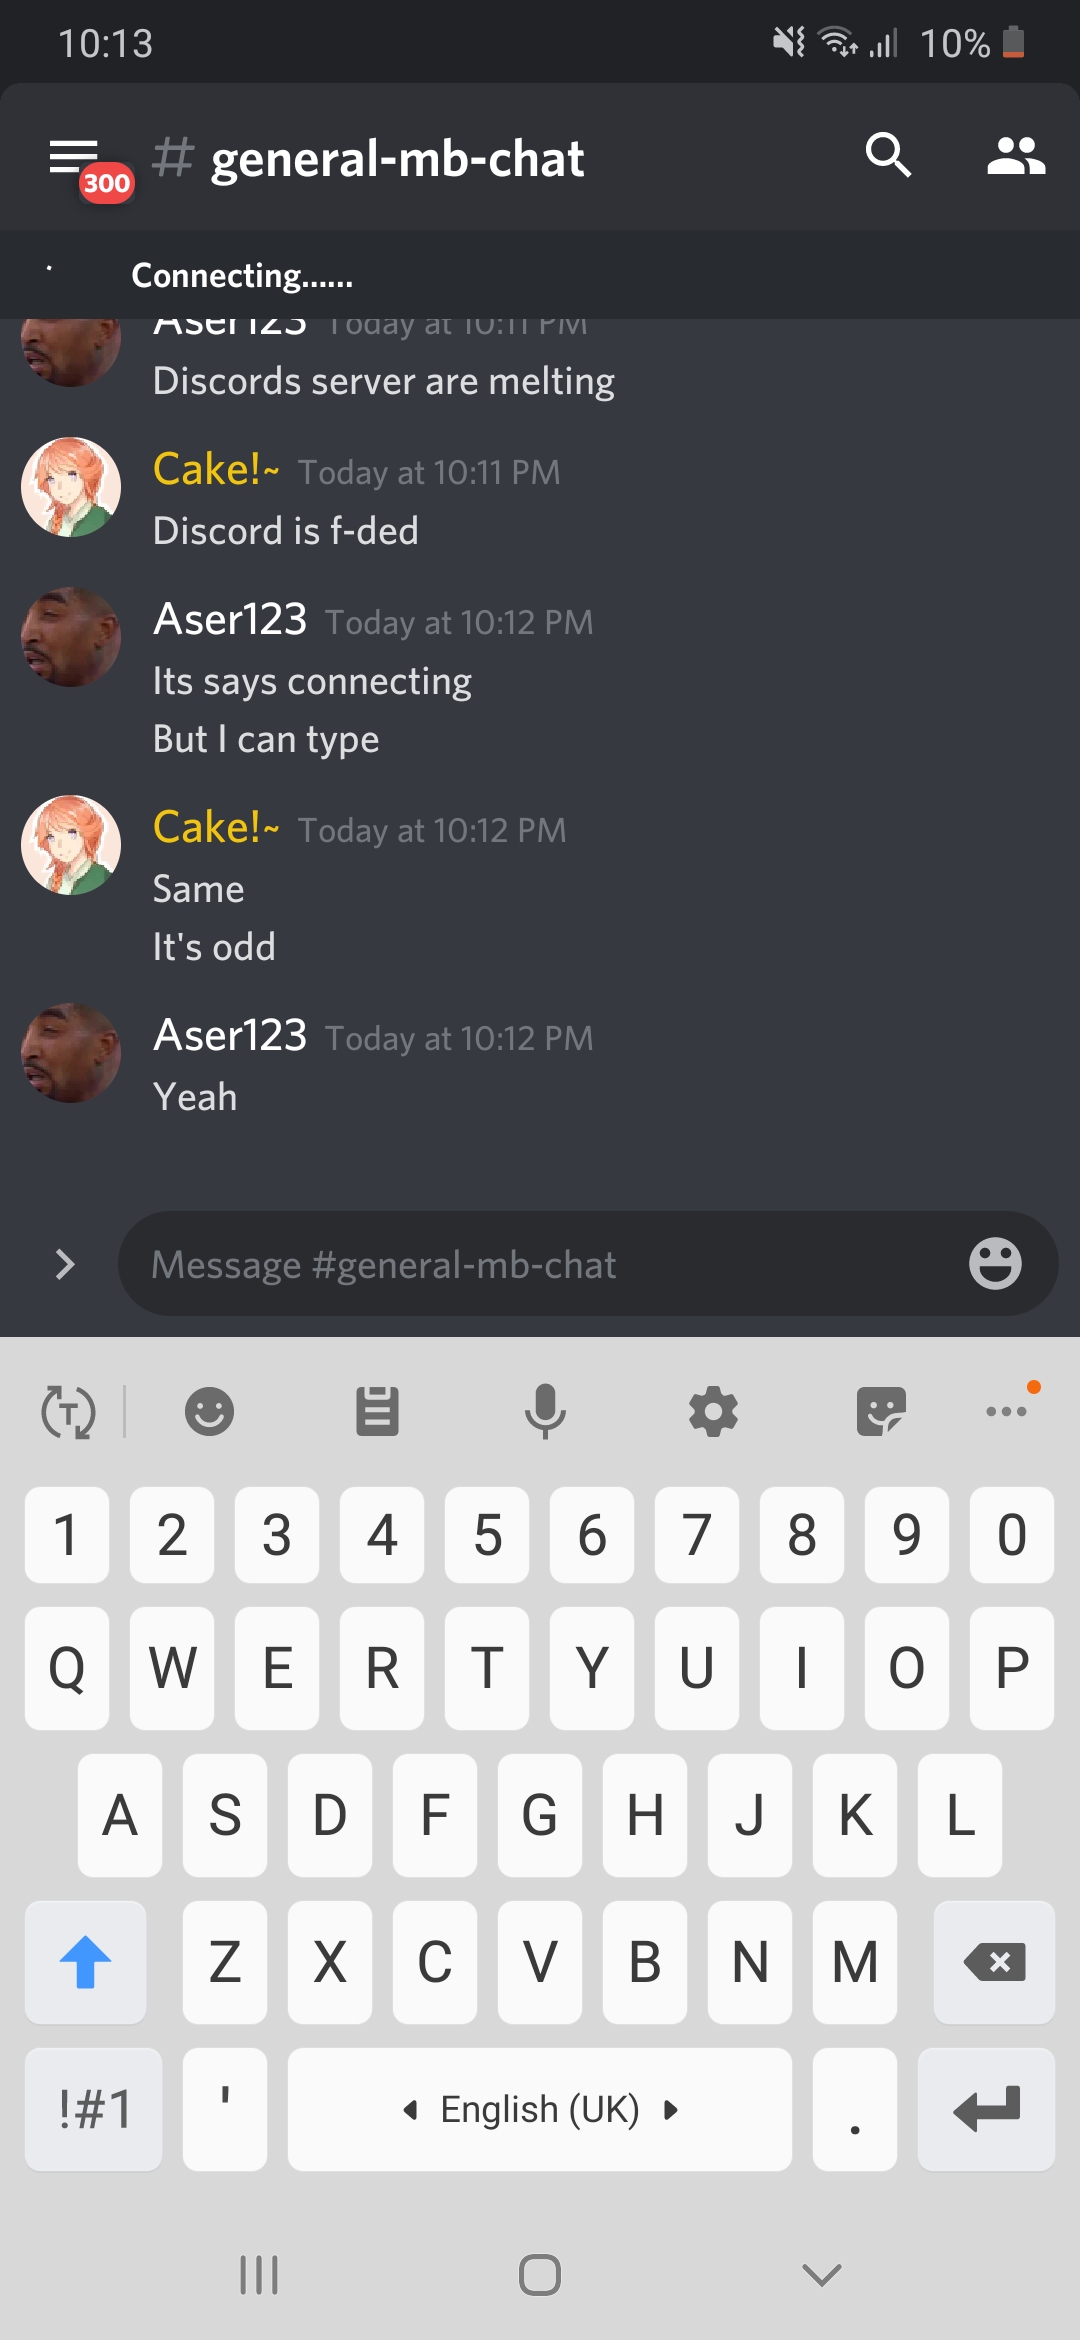 10:13
10%
# general-mb-chat
300
Connecting......
Aser123 Today at 10:11 PM
Discords server are melting
Cake!~ Today at 10:11 PM
Discord is f-ded
Aser123 Today at 10:12 PM
Its says connecting
But I can type
Cake!~ Today at 10:12 PM
Same
It's odd
Aser123 Today at 10:12 PM
Yeah
Message #general-mb-chat
T
1 2 3 4 5 6 7 8 9 0
Q W E R T Y U I O P
A S D F G H J K L
Z X C V B N M
!#1 ' English (UK) .